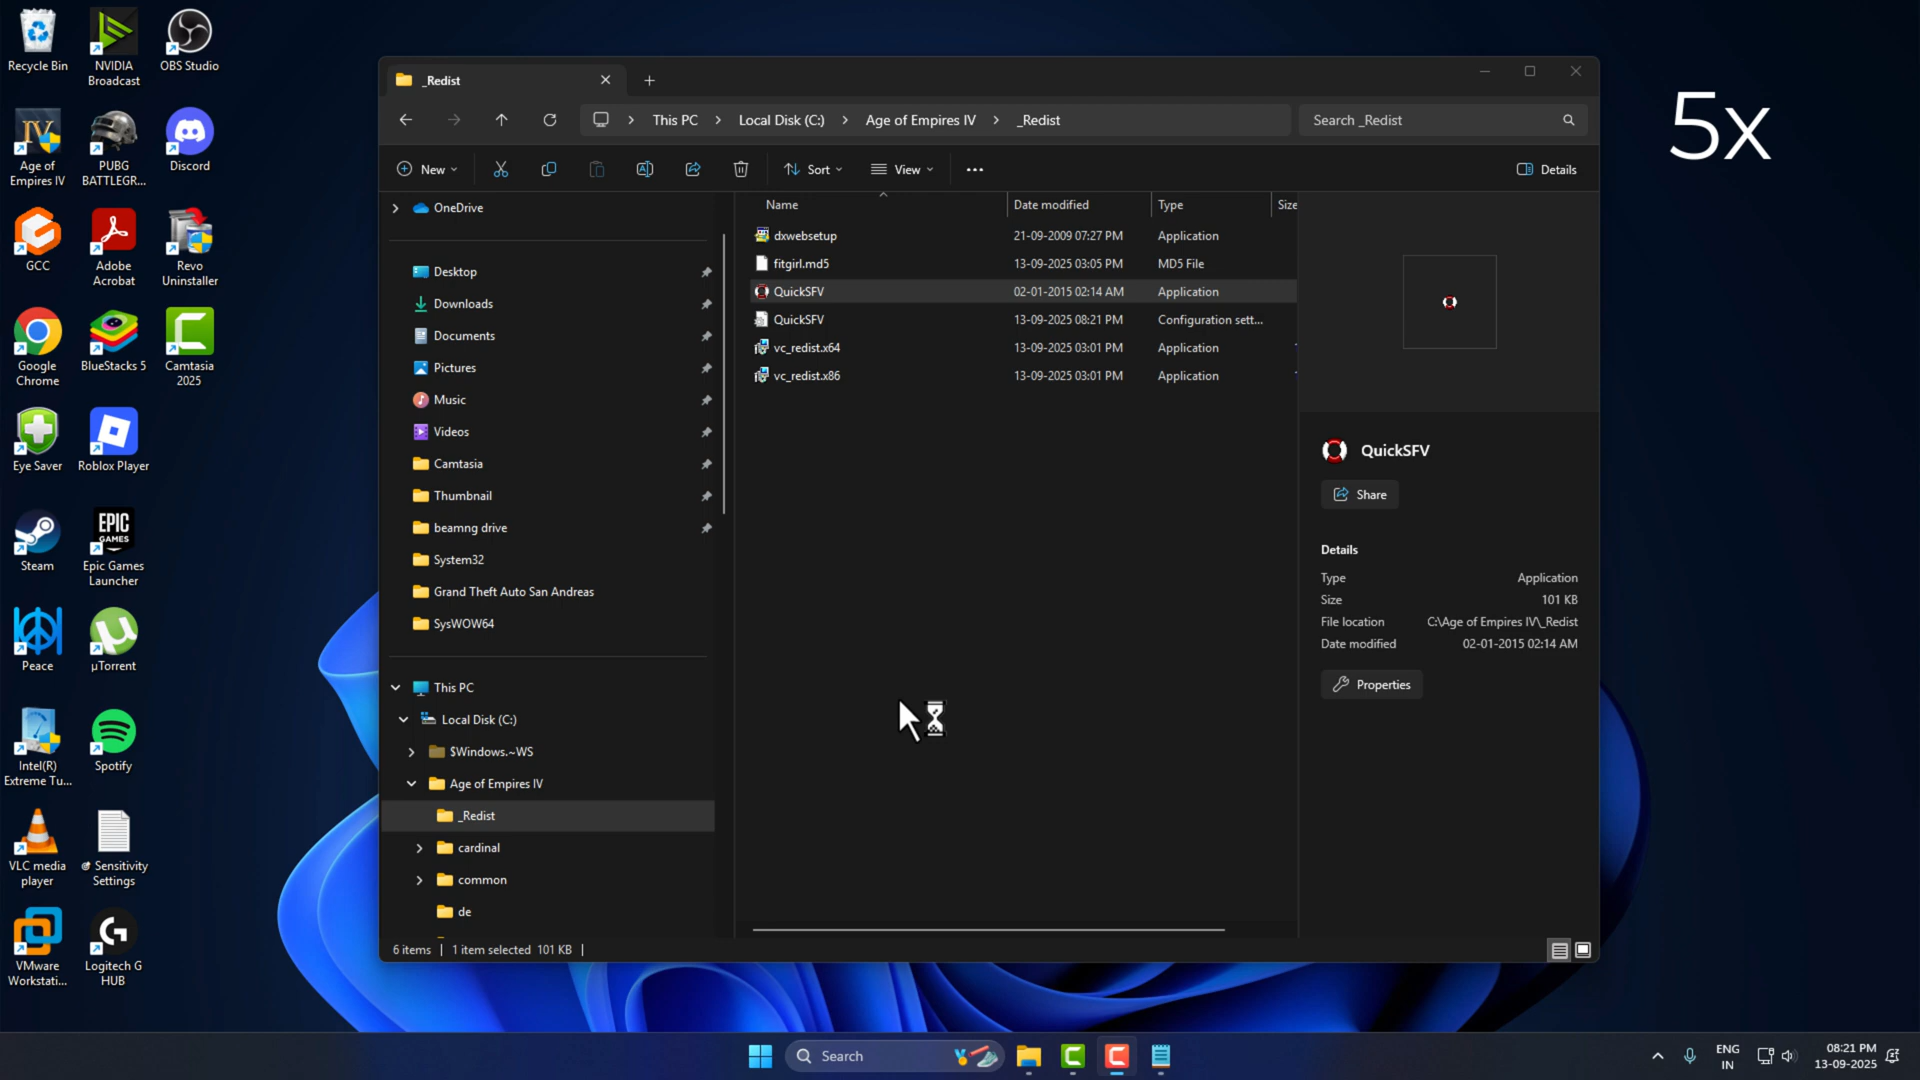 Recycle Bin
NVIDIA
Broadcast
OBS Studio
Age of
Empires IV
PUBG
BATTLEGR...
Discord
GCC
Adobe
Acrobat
Revo
Uninstaller
Google
Chrome
BlueStacks 5
Camtasia
2025
Eye Saver
Roblox Player
Steam
EPIC
GAMES
Epic Games
Launcher
Peace
µTorrent
Intel(R)
Extreme Tu...
Spotify
VLC media
player
Sensitivity
Settings
VMware
Workstati...
Logitech G
HUB
_Redist
This PC
Local Disk (C:)
Age of Empires IV
_Redist
Search _Redist
New
Sort
View
Details
OneDrive
Desktop
Downloads
Documents
Pictures
Music
Videos
Camtasia
Thumbnail
beamng drive
System32
Grand Theft Auto San Andreas
SysWOW64
This PC
Local Disk (C:)
$Windows.~WS
Age of Empires IV
_Redist
cardinal
common
de
Name Date modified Type Size
dxwebsetup 21-09-2009 07:27 PM Application
fitgirl.md5 13-09-2025 03:05 PM MD5 File
QuickSFV 02-01-2015 02:14 AM Application
QuickSFV 13-09-2025 08:21 PM Configuration sett...
vc_redist.x64 13-09-2025 03:01 PM Application
vc_redist.x86 13-09-2025 03:01 PM Application
QuickSFV
Share
Details
Type Application
Size 101 KB
File location C:\Age of Empires IV\_Redist
Date modified 02-01-2015 02:14 AM
Properties
6 items 1 item selected 101 KB
5x
Search
ENG
IN
08:21 PM
13-09-2025